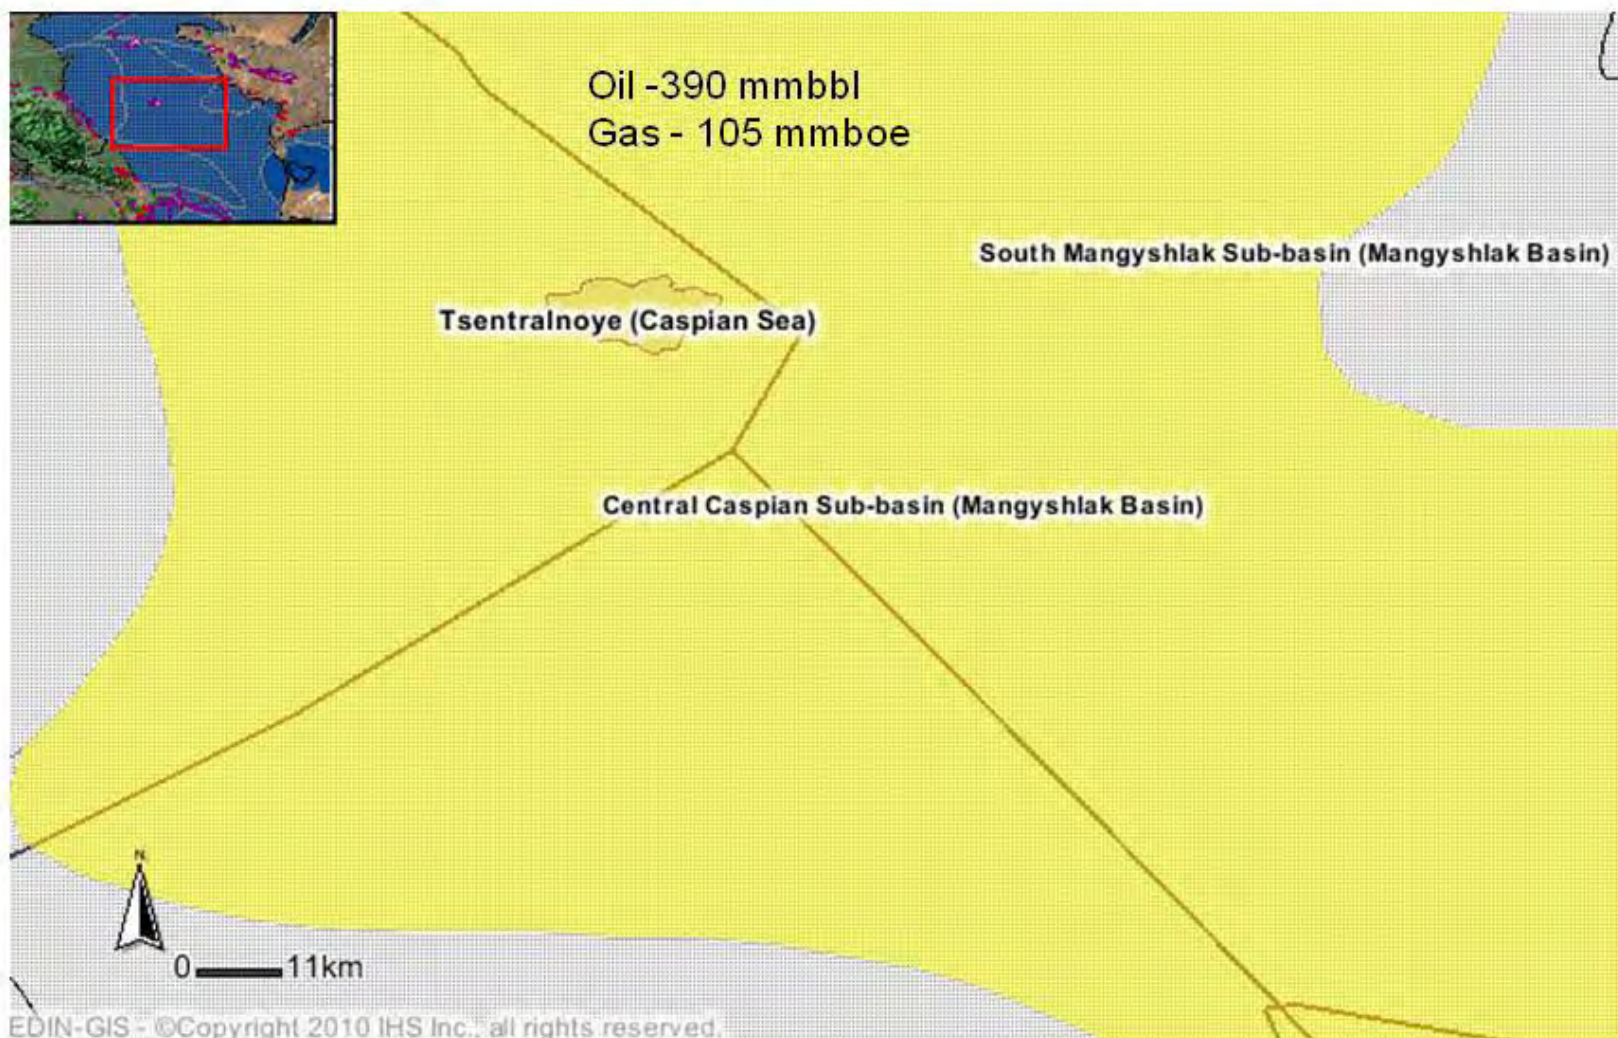 Oil -390 mmbbl
Gas - 105 mmboe
South Mangyshlak Sub-basin (Mangyshlak Basin)
Tsentralnoye (Caspian Sea)
Central Caspian Sub-basin (Mangyshlak Basin)
N
0 11km
EDIN-GIS - ©Copyright 2010 IHS Inc., all rights reserved.